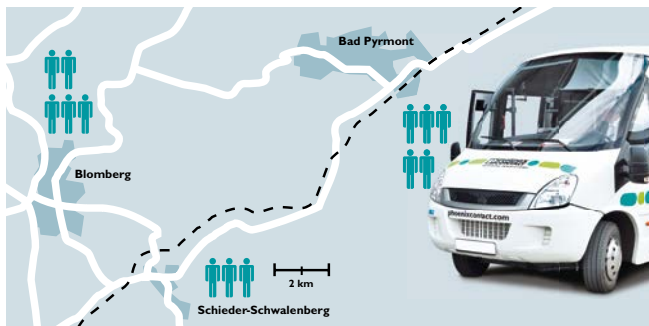 Bad Pyrmont
Blomberg
phoenixcontact.com
2 km
Schieder-Schwalenberg